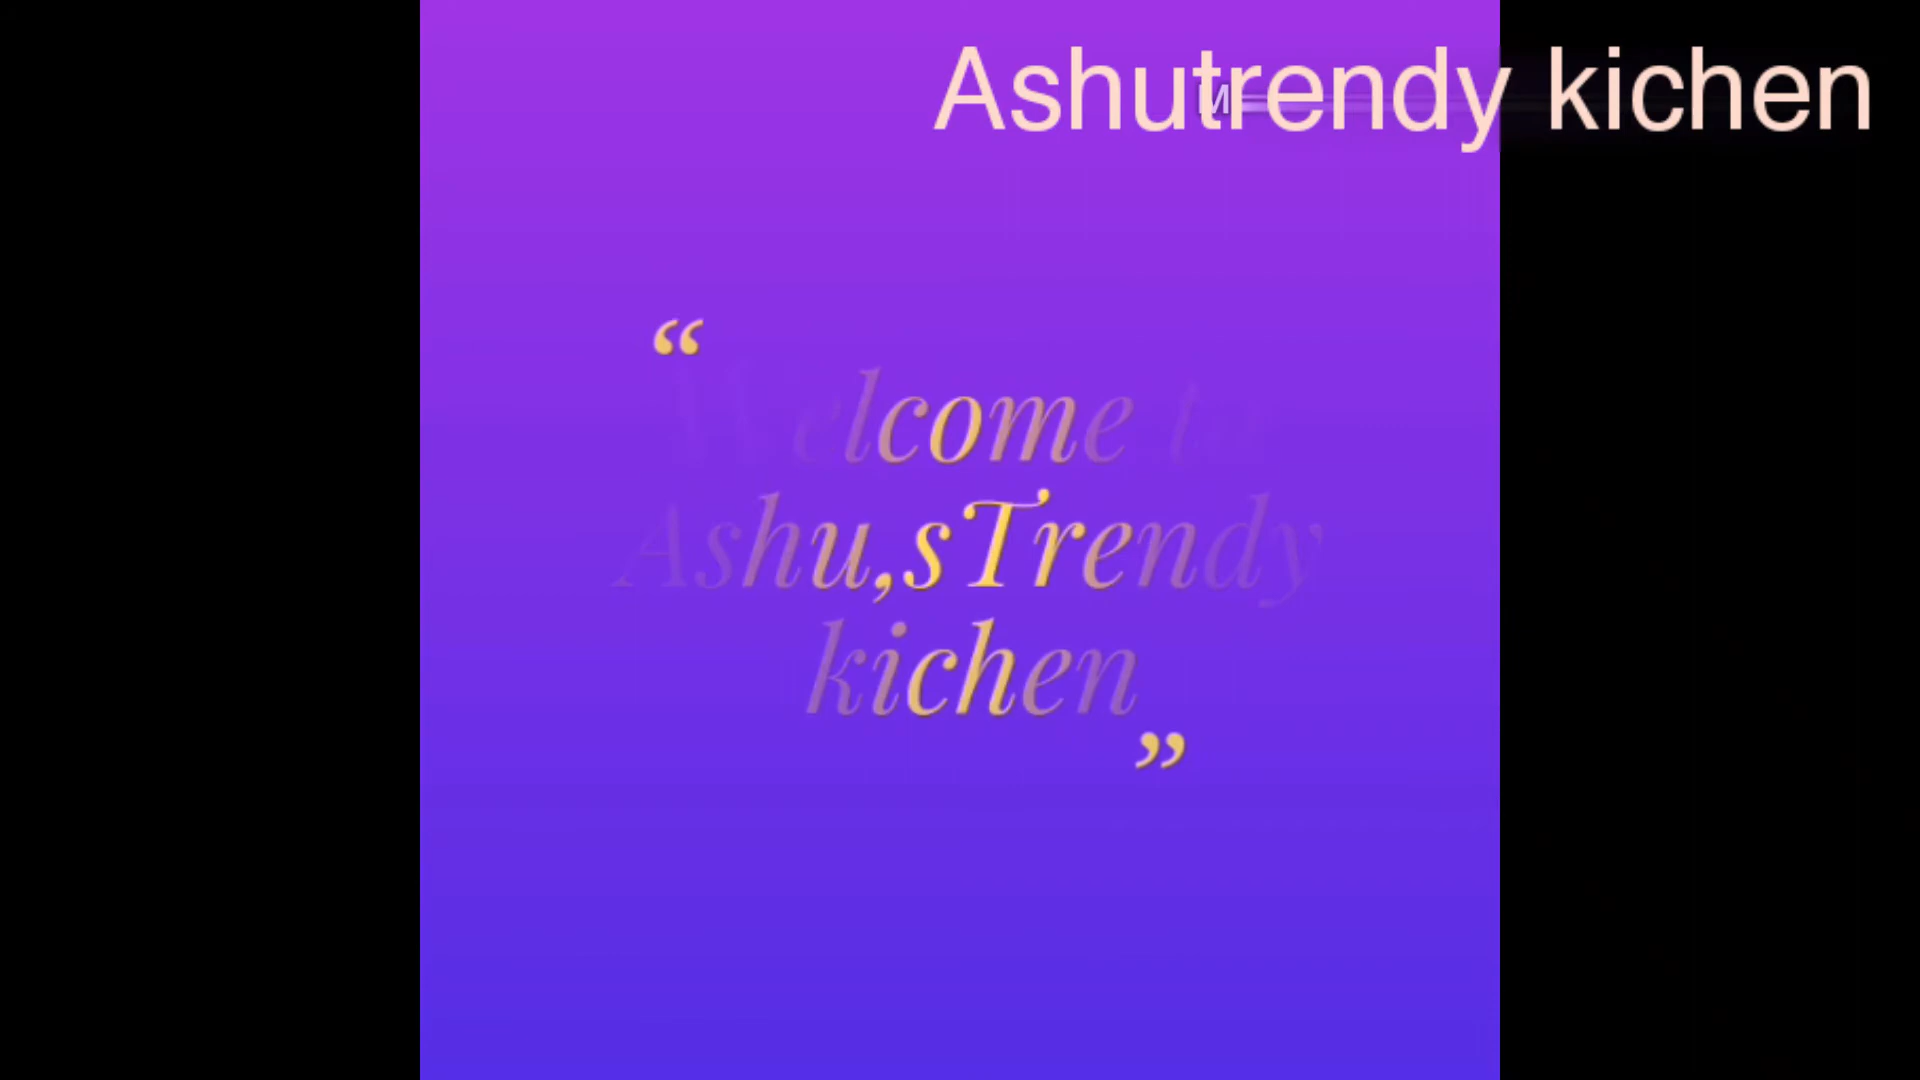 Ashutrendy kichen
“
Welcome to
Ashu,sTrendy
kichen
”